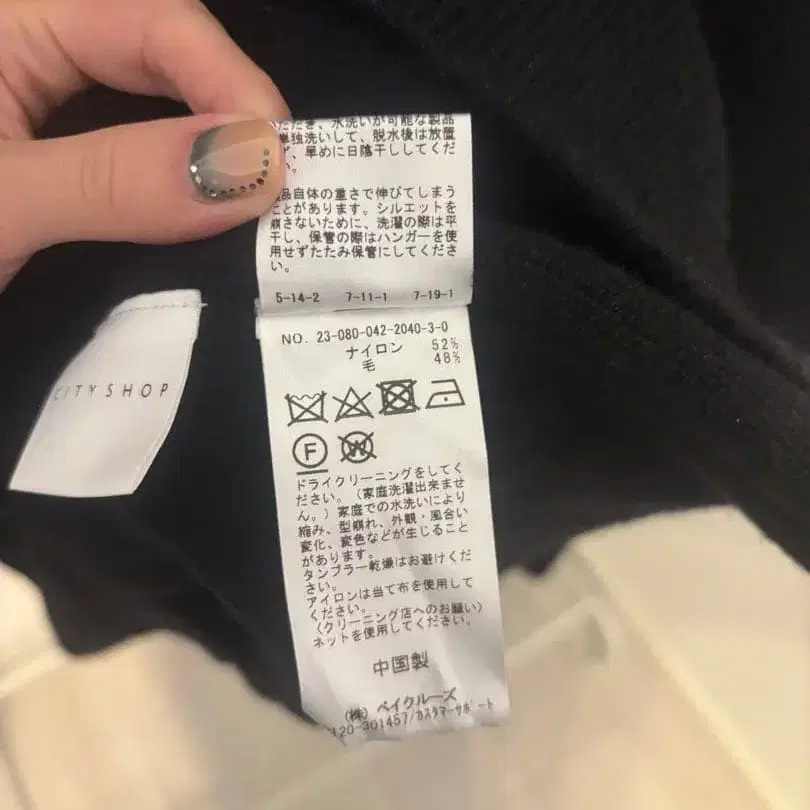 ただき、水洗いが可能な製品
単独洗いして、脱水後は放置
ず、早めに日陰干ししてくだ
い。
品自体の重さで伸びてしまう
ことがあります。シルエットを
崩さないために、洗濯の際は平
干し、保管の際はハンガーを使
用せずたたみ保管にしてくださ
い。
5-14-2 7-11-1 7-19-1
CITY SHOP
NO. 23-080-042-2040-3-0
ナイロン 52%
毛 48%
F W
ドライクリーニングをしてく
ださい。（家庭洗濯出来ませ
ん。）家庭での水洗いにより
縮み、型崩れ、外観・風合い
変化、変色などが生じること
があります。
タンブラー乾燥はお避けくだ
さい。
アイロンは当て布を使用して
ください。
〈クリーニング店へのお願い〉
ネットを使用してください。
中国製
(株) ベイクルーズ
120-301457/カスタマーサポート